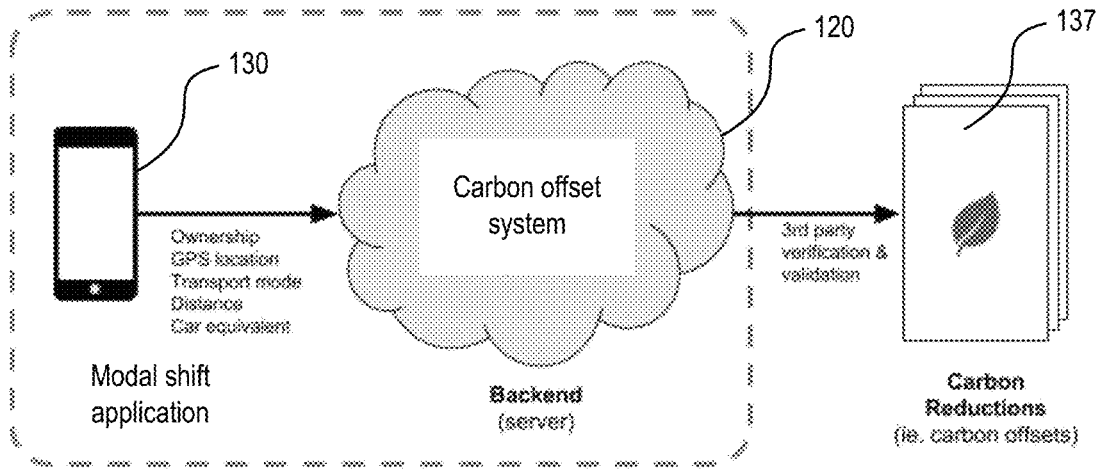 130
120
137
Carbon offset
system
Ownership
GPS location
Transport mode
Distance
Car equivalent
3rd party
verification &
validation
Modal shift
application
Backend
(server)
Carbon
Reductions
(ie. carbon offsets)